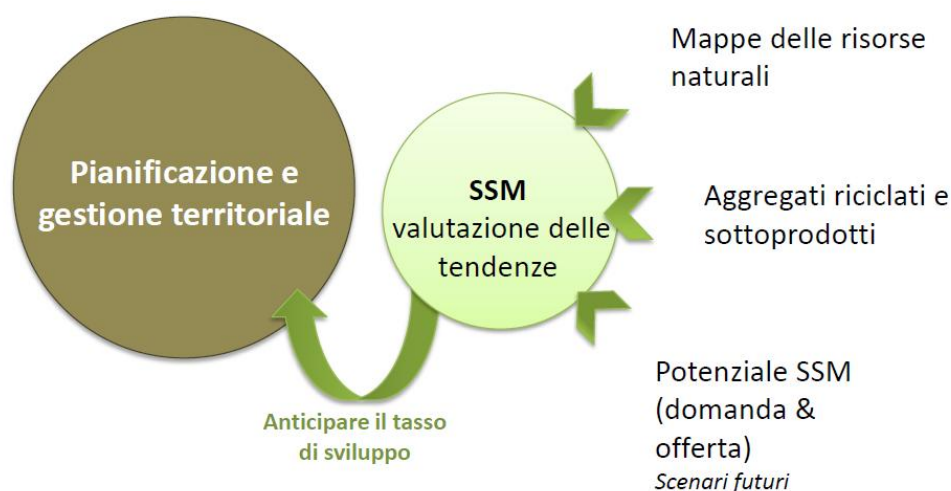 Mappe delle risorse
naturali
Pianificazione e
gestione territoriale
SSM
valutazione delle
tendenze
Aggregati riciclati e
sottoprodotti
Anticipare il tasso
di sviluppo
Potenziale SSM
(domanda &
offerta)
Scenari futuri